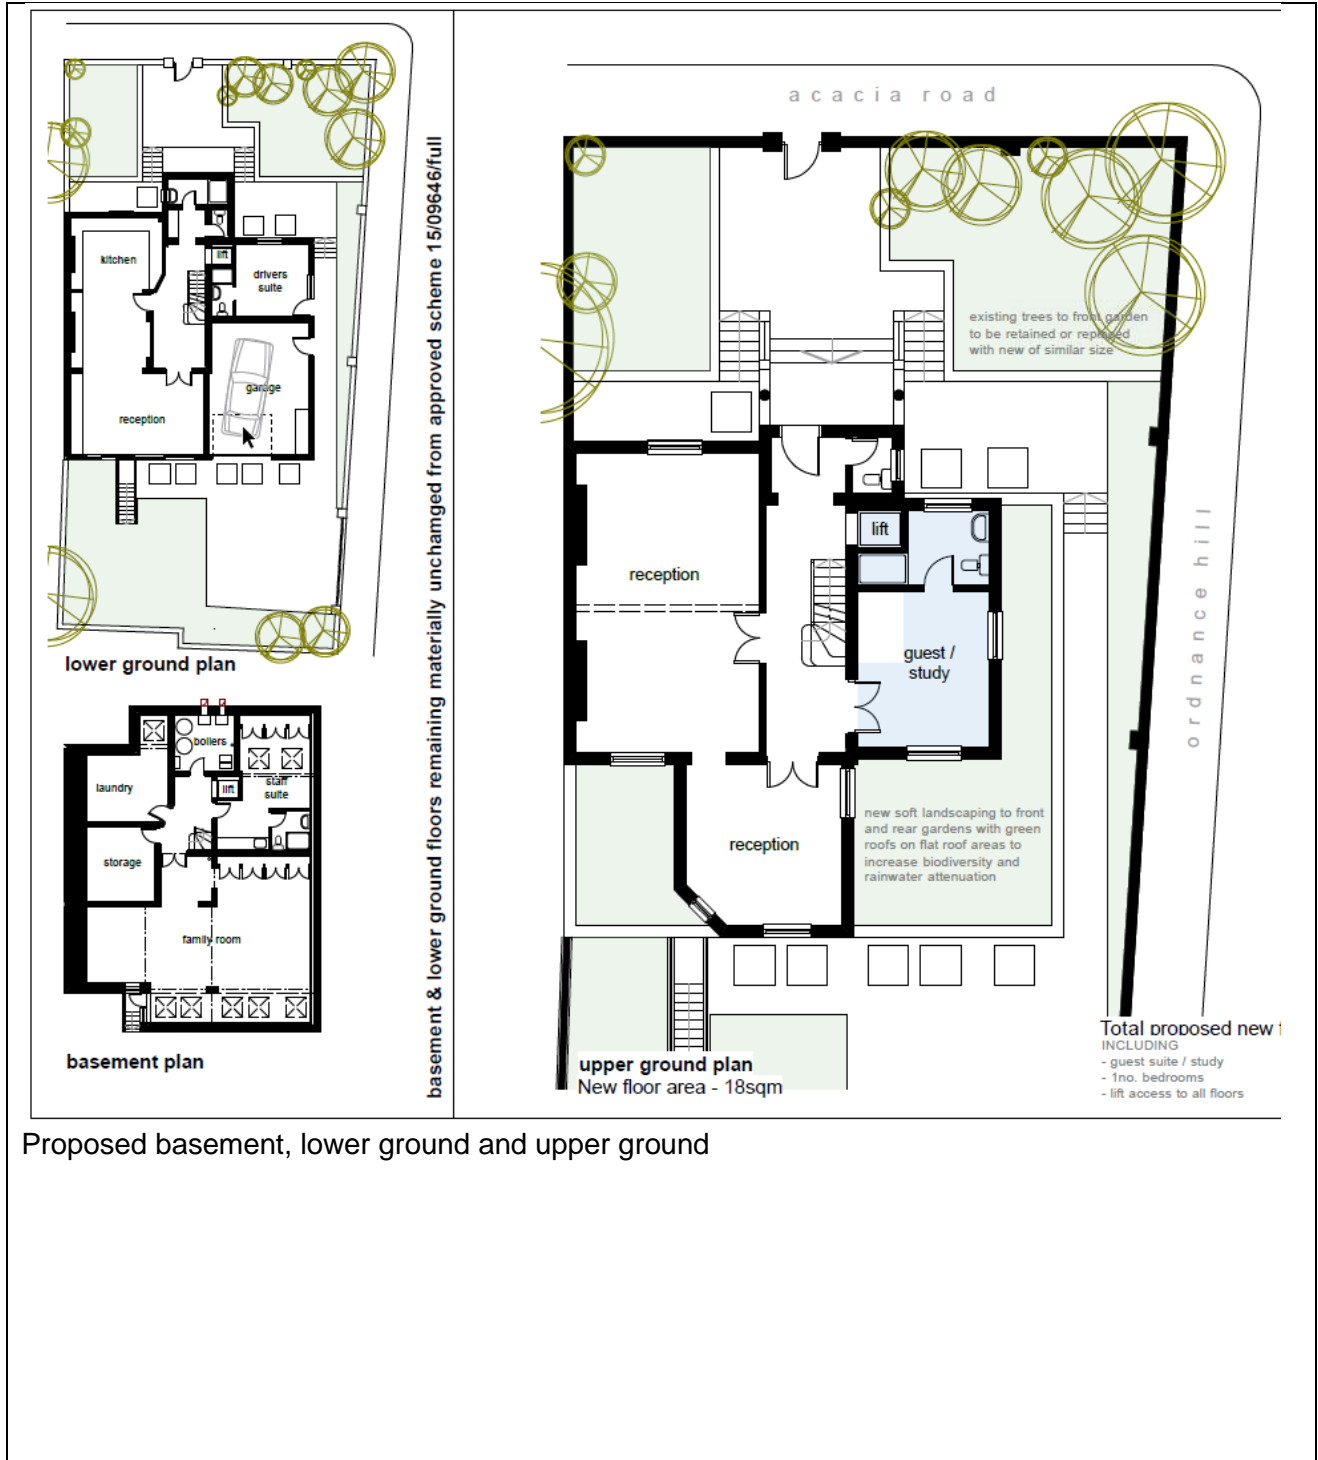 kitchen
lift
drivers
suite
garage
reception
lower ground plan
boilers
laundry
lift
staff
suite
storage
family room
basement plan
basement & lower ground floors remaining materially unchamged from approved scheme 15/09646/full
acacia road
existing trees to front garden
to be retained or replaced
with new of similar size
ordnance hill
lift
reception
guest /
study
reception
new soft landscaping to front
and rear gardens with green
roofs on flat roof areas to
increase biodiversity and
rainwater attenuation
upper ground plan
New floor area - 18sqm
Total proposed new
INCLUDING
- guest suite / study
- 1no. bedrooms
- lift access to all floors
Proposed basement, lower ground and upper ground